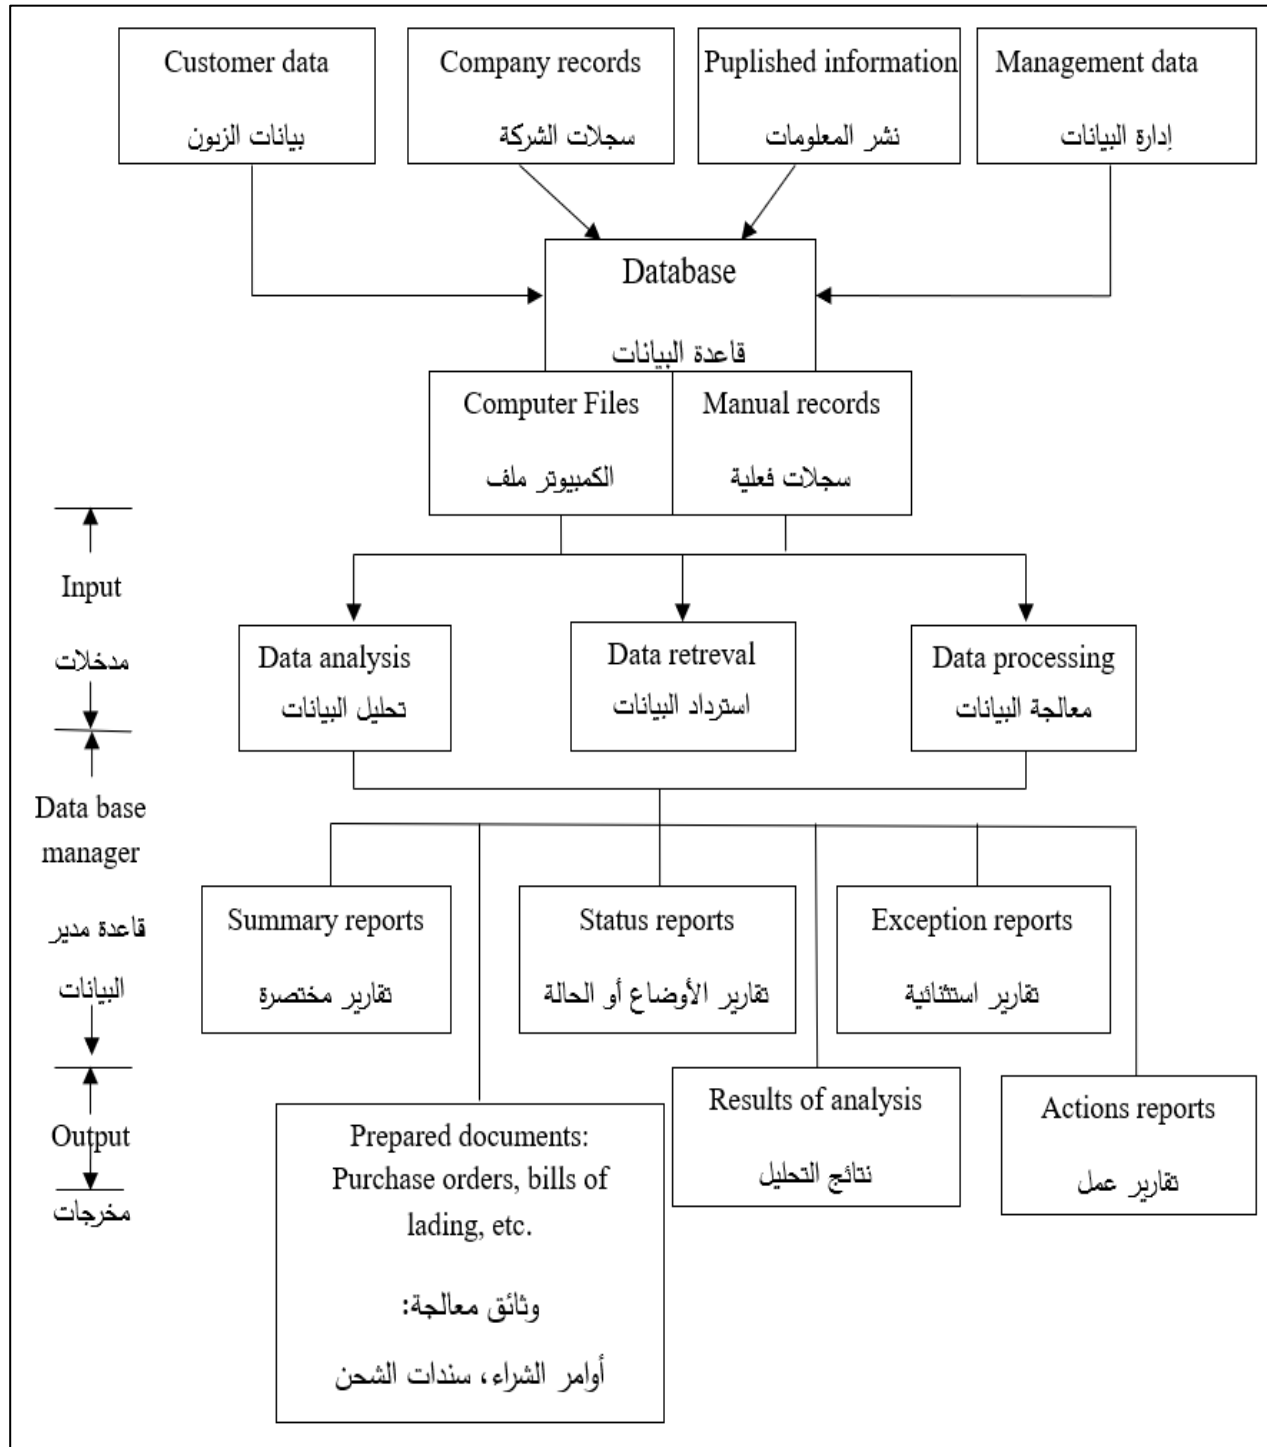 Customer data
بيانات الزبون
Company records
سجلات الشركة
Puplished information
نشر المعلومات
Management data
إدارة البيانات
Database
قاعدة البيانات
Computer Files
الكمبيوتر ملف
Manual records
سجلات فعلية
Input
مدخلات
Data analysis
تحليل البيانات
Data retreval
استرداد البيانات
Data processing
معالجة البيانات
Data base
manager
قاعدة مدير
البيانات
Summary reports
تقارير مختصرة
Status reports
تقارير الأوضاع أو الحالة
Exception reports
تقارير استثنائية
Output
مخرجات
Prepared documents:
Purchase orders, bills of
lading, etc.
وثائق معالجة:
أوامر الشراء، سندات الشحن
Results of analysis
نتائج التحليل
Actions reports
تقارير عمل